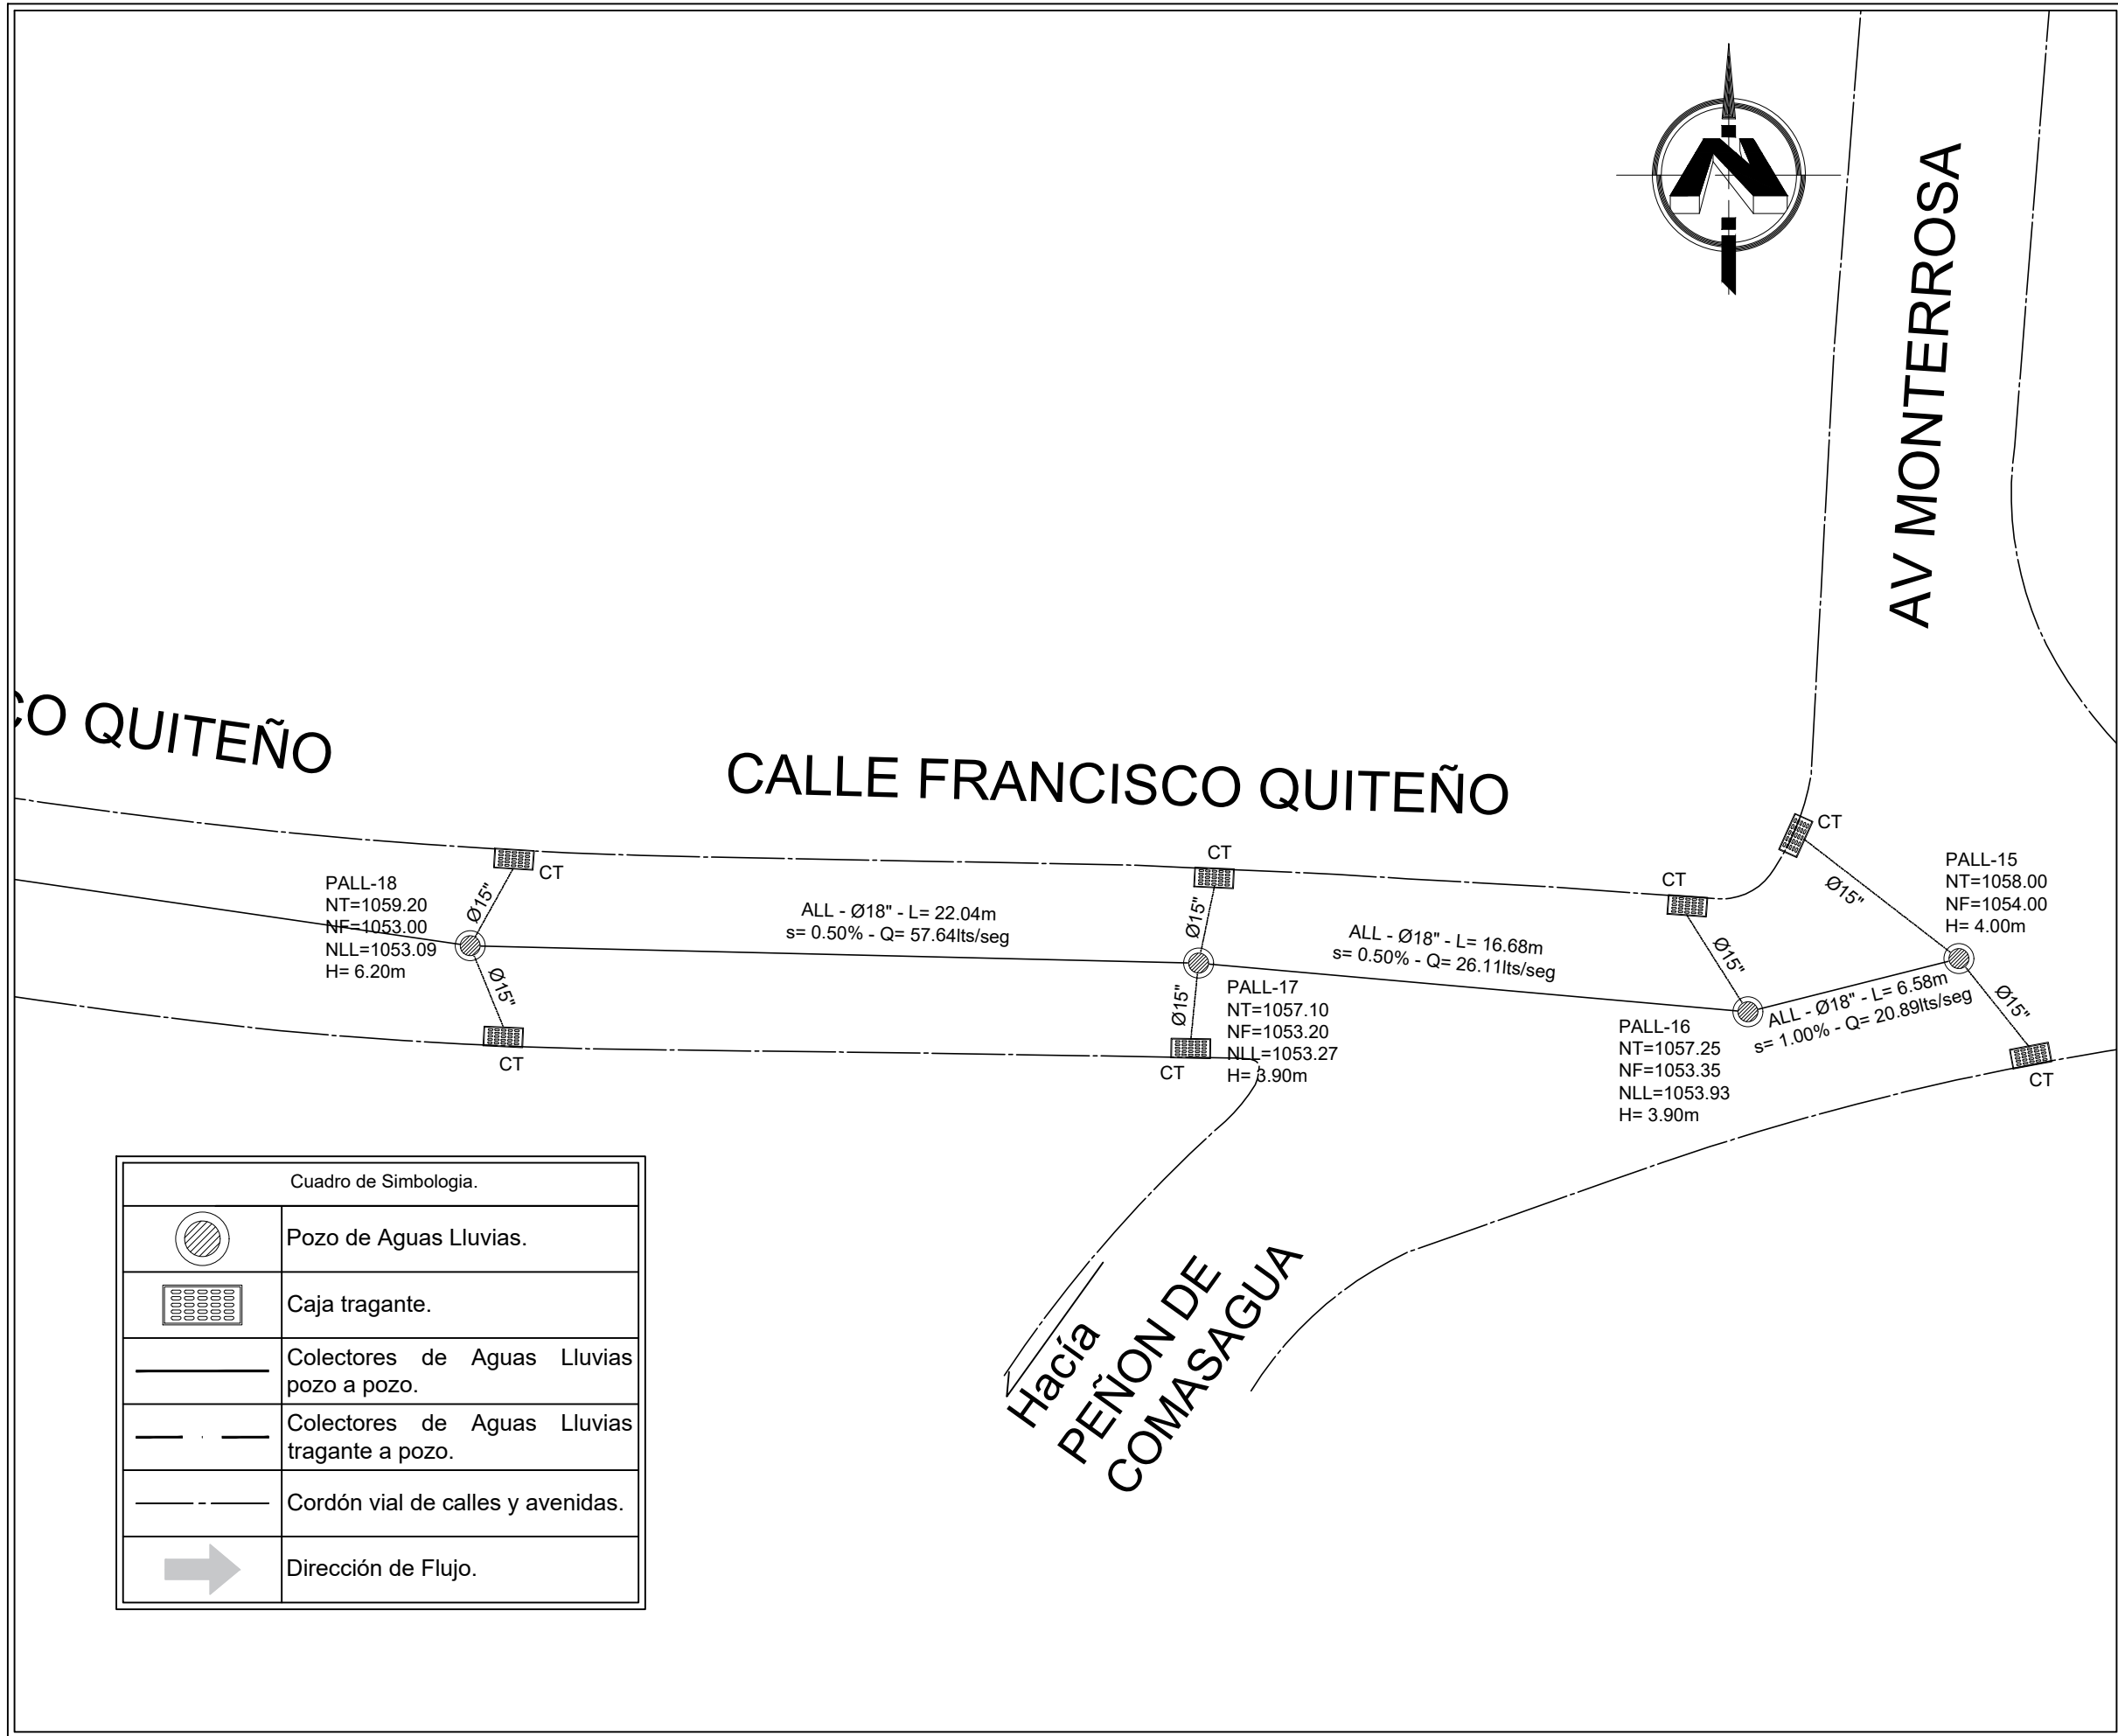 AV MONTERROSA
CO QUITEÑO
CALLE FRANCISCO QUITEÑO
CT
CT
CT
CT
PALL-18
NT=1059.20
NF=1053.00
NLL=1053.09
H= 6.20m
Ø15"
Ø15"
CT
ALL - Ø18" - L= 22.04m
s= 0.50% - Q= 57.64lts/seg
Ø15"
Ø15"
CT
PALL-17
NT=1057.10
NF=1053.20
NLL=1053.27
H= 3.90m
ALL - Ø18" - L= 16.68m
s= 0.50% - Q= 26.11lts/seg
Ø15"
PALL-16
NT=1057.25
NF=1053.35
NLL=1053.93
H= 3.90m
Ø15"
PALL-15
NT=1058.00
NF=1054.00
H= 4.00m
ALL - Ø18" - L= 6.58m
s= 1.00% - Q= 20.89lts/seg
Ø15"
CT
Hacía
PEÑON DE
COMASAGUA
Cuadro de Simbologia.
Pozo de Aguas Lluvias.
Caja tragante.
Colectores de Aguas Lluvias
pozo a pozo.
Colectores de Aguas Lluvias
tragante a pozo.
Cordón vial de calles y avenidas.
Dirección de Flujo.